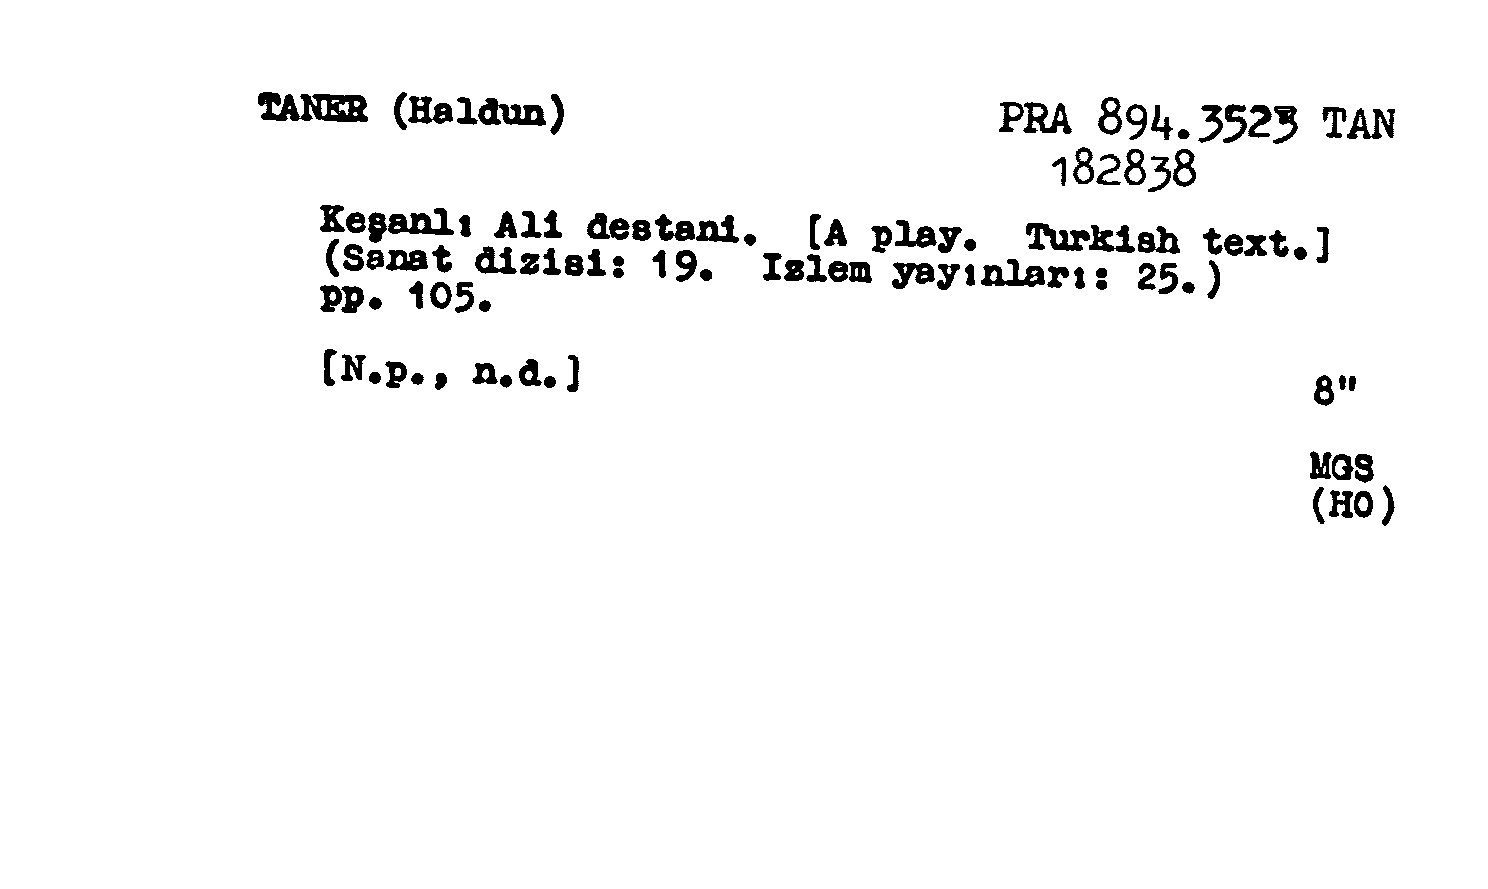 TANER (Haldun)
PRA 894.3523 TAN
182838
Keşanlı Ali destani. [A play. Turkish text.]
(Sanat dizisi: 19. Izlem yayınları: 25.)
pp. 105.
[N.p., n.d.]
8"
MGS
(HO)